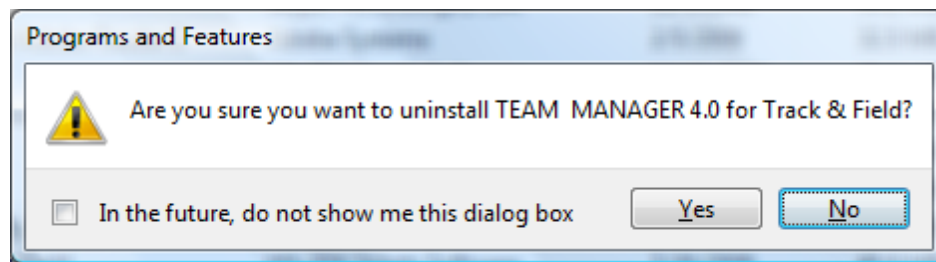 Programs and Features
Are you sure you want to uninstall TEAM  MANAGER 4.0 for Track & Field?
In the future, do not show me this dialog box
Yes
No